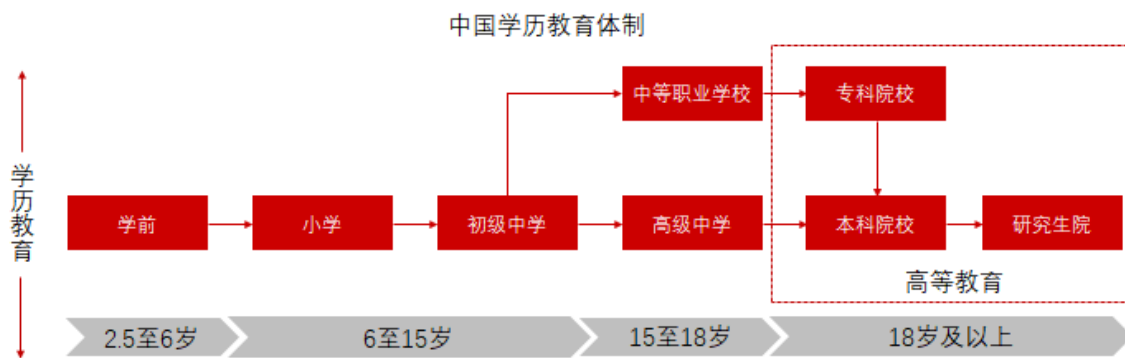 中国学历教育体制
中等职业学校
专科院校
学历教育
学前
小学
初级中学
高级中学
本科院校
研究生院
高等教育
2.5至6岁
6至15岁
15至18岁
18岁及以上